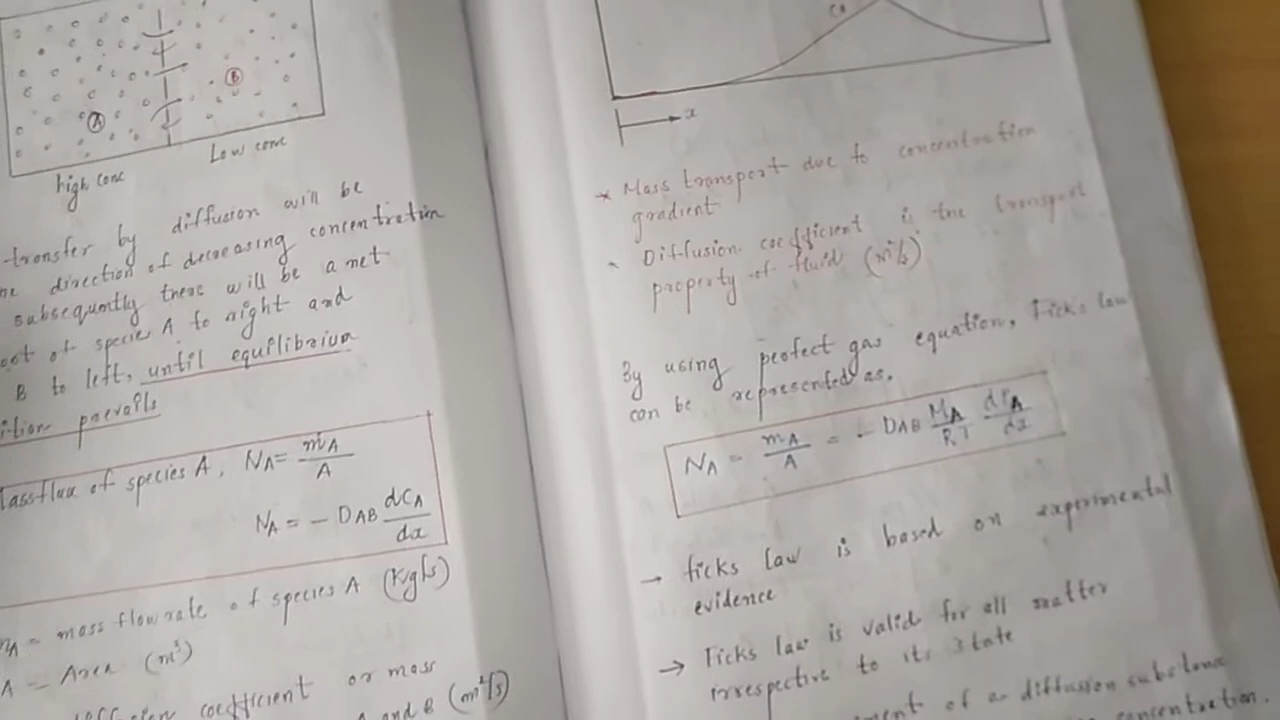 A
B
high conc
Low conc
transfer by diffusion will be
direction of decreasing concentration
subsequently there will be a net
of species A to right and
B to left, until equilibrium
ition prevails
Mass flux of species A, NA = ṁA/A
NA = - DAB dCA/dx
mA = mass flow rate of species A (Kg/s)
A = Area (m²)
coefficient or mass
A and B (m²/s)
x
* Mass transport due to concentration
gradient
Diffusion coefficient is the transport
property of fluid (m²/s)
By using perfect gas equation, Ficks law
can be represented as.
NA = mA/A = - DAB MA/RT dPA/dx
→ ficks law is based on experimental
evidence
→ Ficks law is valid for all matter
irrespective to its state
of a diffusion substance
concentration.